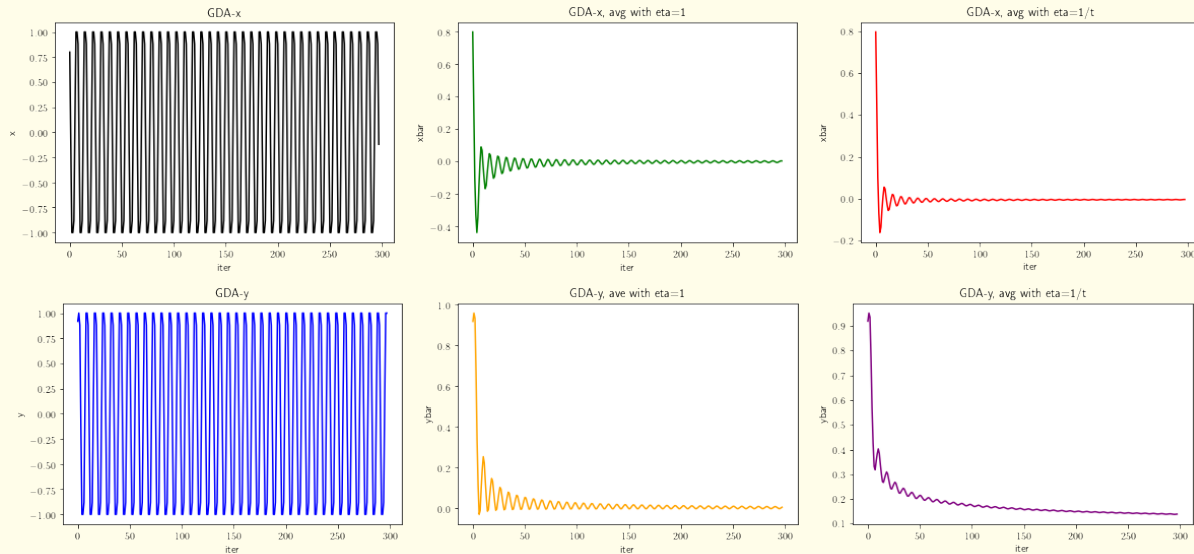 GDA-x
1.00
0.75
0.50
0.25
0.00
−0.25
−0.50
−0.75
−1.00
x
0 50 100 150 200 250 300
iter
GDA-x, avg with eta=1
0.8
0.6
0.4
0.2
0.0
−0.2
−0.4
xbar
0 50 100 150 200 250 300
iter
GDA-x, avg with eta=1/t
0.8
0.6
0.4
0.2
0.0
−0.2
xbar
0 50 100 150 200 250 300
iter
GDA-y
1.00
0.75
0.50
0.25
0.00
−0.25
−0.50
−0.75
−1.00
y
0 50 100 150 200 250 300
iter
GDA-y, ave with eta=1
1.0
0.8
0.6
0.4
0.2
0.0
ybar
0 50 100 150 200 250 300
iter
GDA-y, avg with eta=1/t
0.9
0.8
0.7
0.6
0.5
0.4
0.3
0.2
0.1
ybar
0 50 100 150 200 250 300
iter